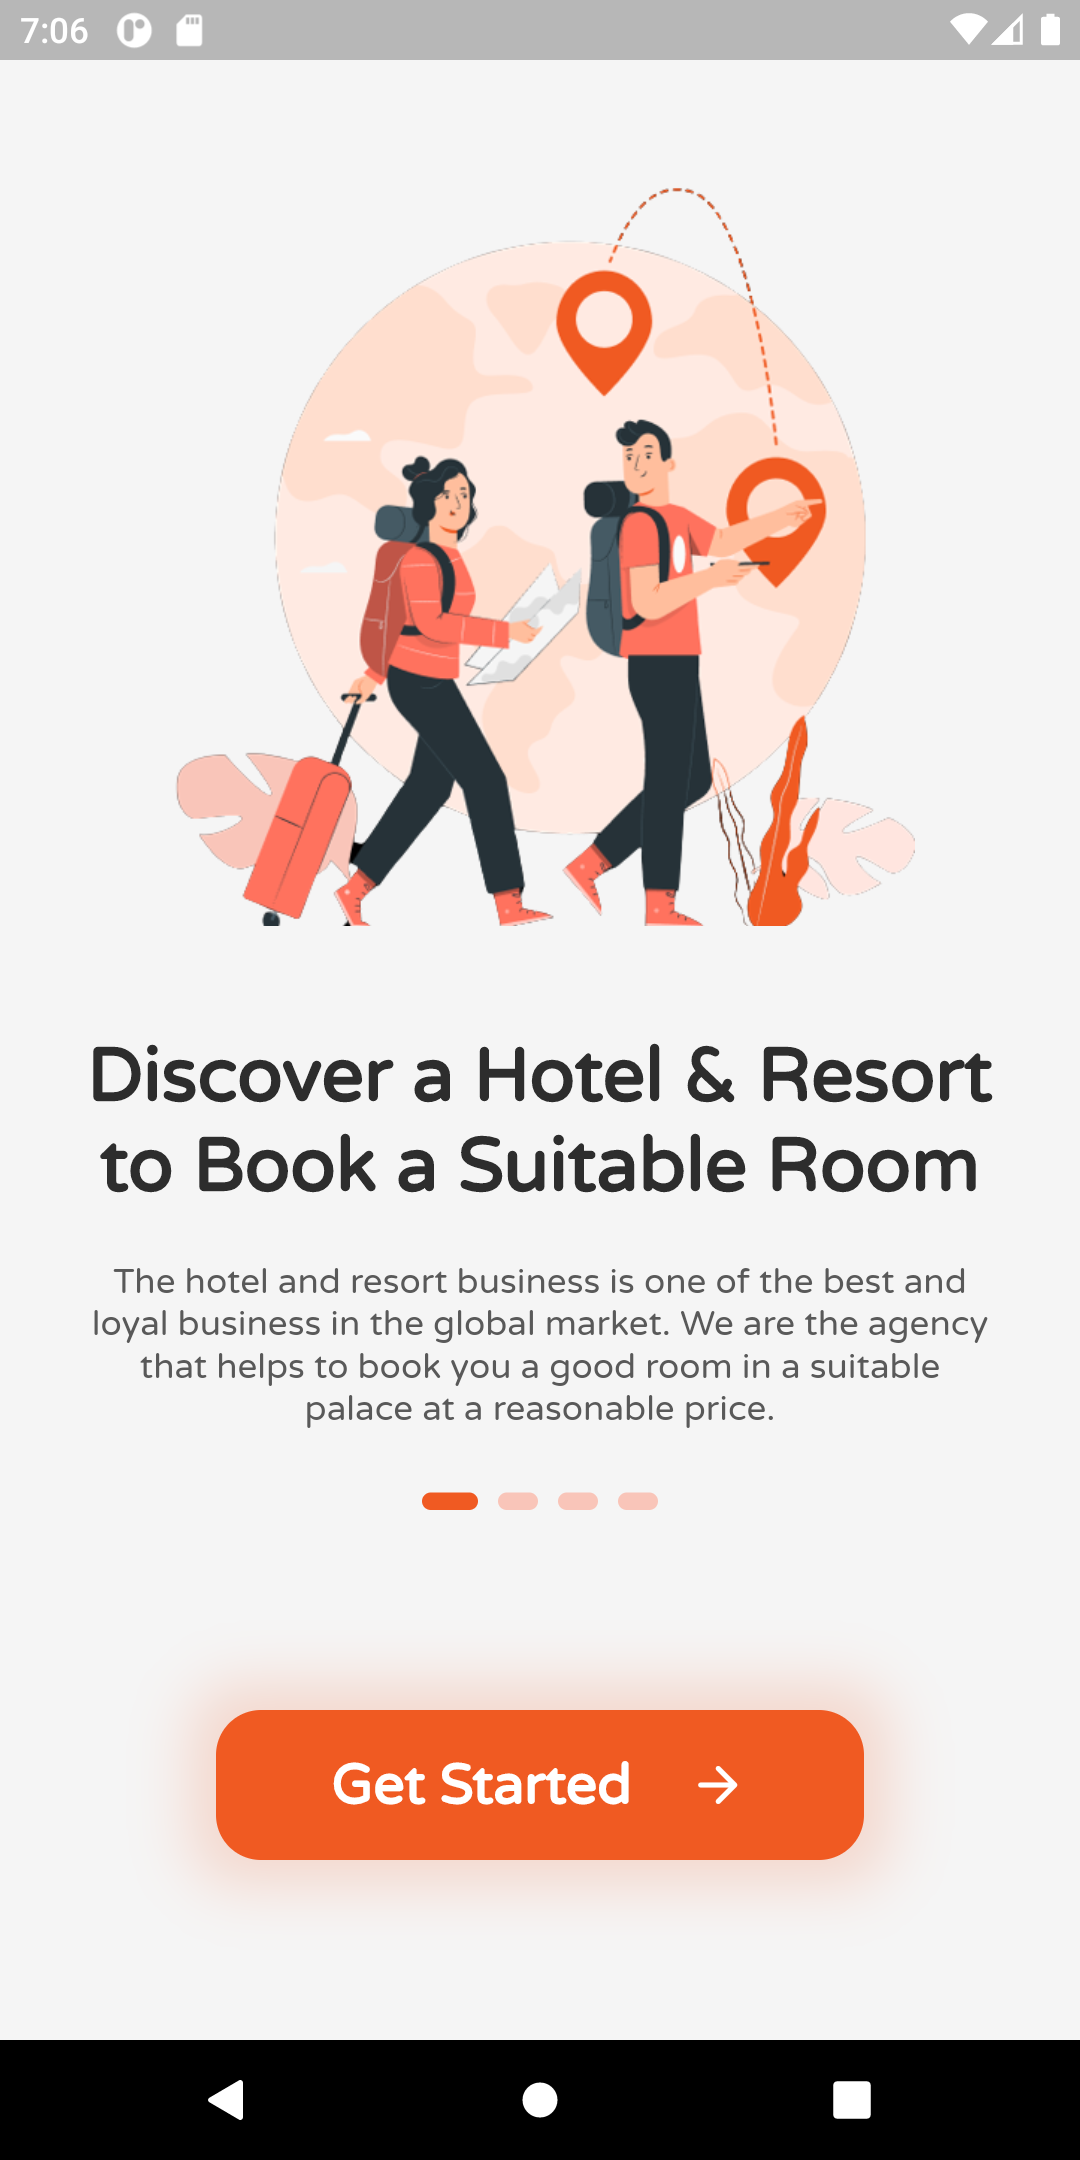 7:06
Discover a Hotel & Resort
to Book a Suitable Room
The hotel and resort business is one of the best and
loyal business in the global market. We are the agency
that helps to book you a good room in a suitable
palace at a reasonable price.
Get Started